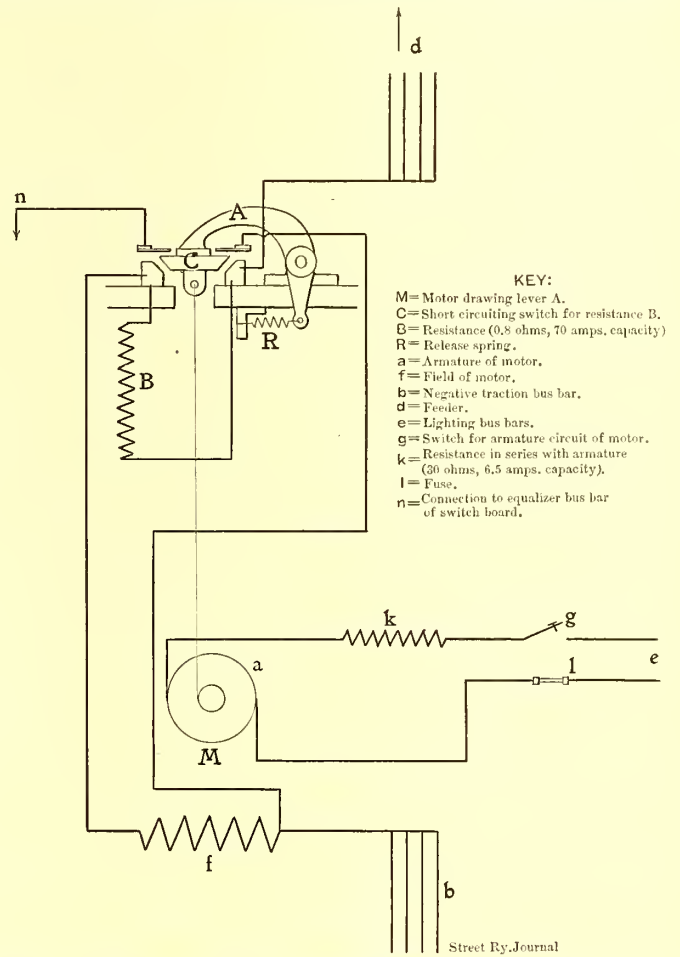 d
n
A
C
O
R
B
KEY:
M=Motor drawing lever A.
C=Short circuiting switch for resistance B.
B=Resistance (0.8 ohms, 70 amps. capacity)
R=Release spring.
a=Armature of motor.
f=Field of motor.
b=Negative traction bus bar.
d=Feeder.
e=Lighting bus bars.
g=Switch for armature circuit of motor.
k=Resistance in series with armature
(30 ohms, 6.5 amps. capacity).
l=Fuse.
n=Connection to equalizer bus bar
of switch board.
k
g
e
l
a
M
f
b
Street Ry.Journal